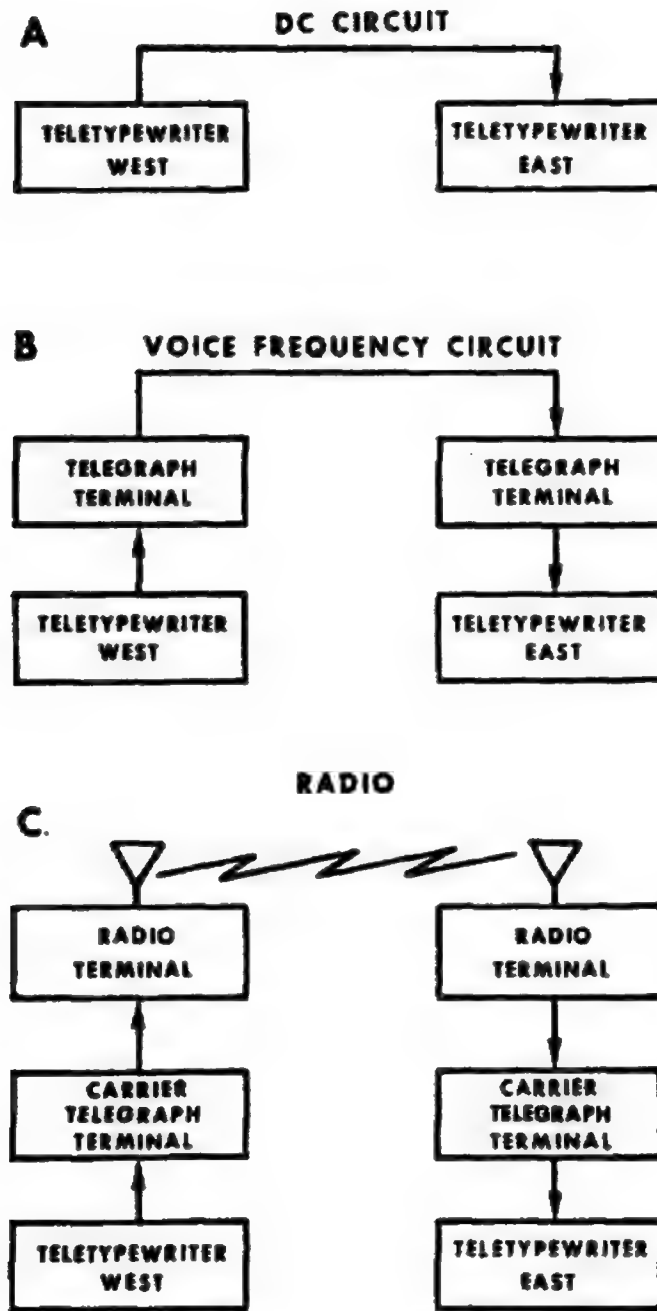 A
DC CIRCUIT
TELETYPEWRITER
WEST
TELETYPEWRITER
EAST
B
VOICE FREQUENCY CIRCUIT
TELEGRAPH
TERMINAL
TELEGRAPH
TERMINAL
TELETYPEWRITER
WEST
TELETYPEWRITER
EAST
RADIO
C.
RADIO
TERMINAL
RADIO
TERMINAL
CARRIER
TELEGRAPH
TERMINAL
CARRIER
TELEGRAPH
TERMINAL
TELETYPEWRITER
WEST
TELETYPEWRITER
EAST